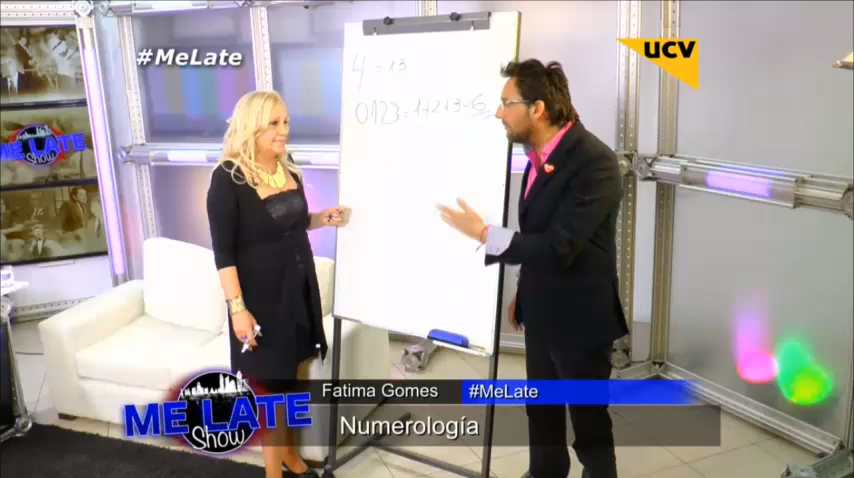 #MeLate
UCV
4 = 13
0123 = 1+2+3=6
ME LATE
Show
Fatima Gomes
#MeLate
ME LATE
Show
Numerología